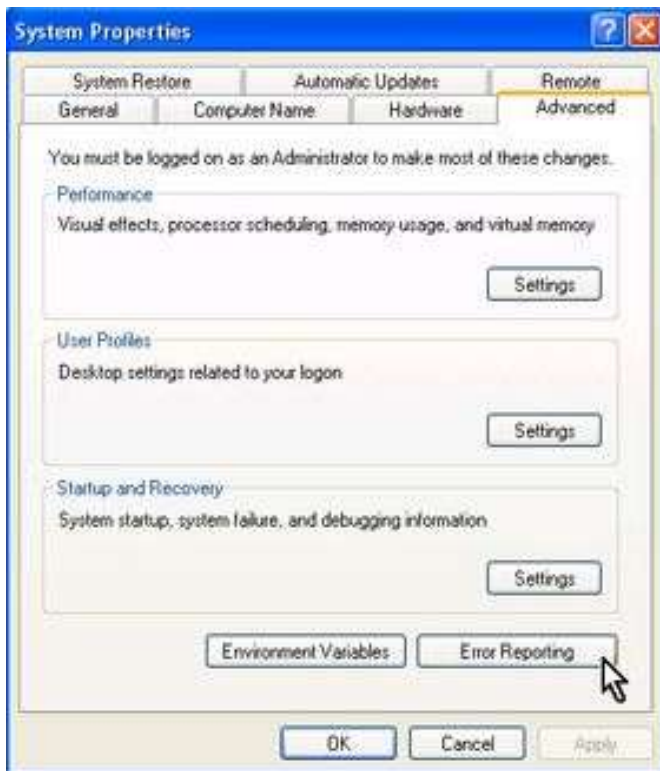 System Properties
System Restore Automatic Updates Remote
General Computer Name Hardware Advanced
You must be logged on as an Administrator to make most of these changes.
Performance
Visual effects, processor scheduling, memory usage, and virtual memory
Settings
User Profiles
Desktop settings related to your logon
Settings
Startup and Recovery
System startup, system failure, and debugging information
Settings
Environment Variables Error Reporting
OK Cancel Apply